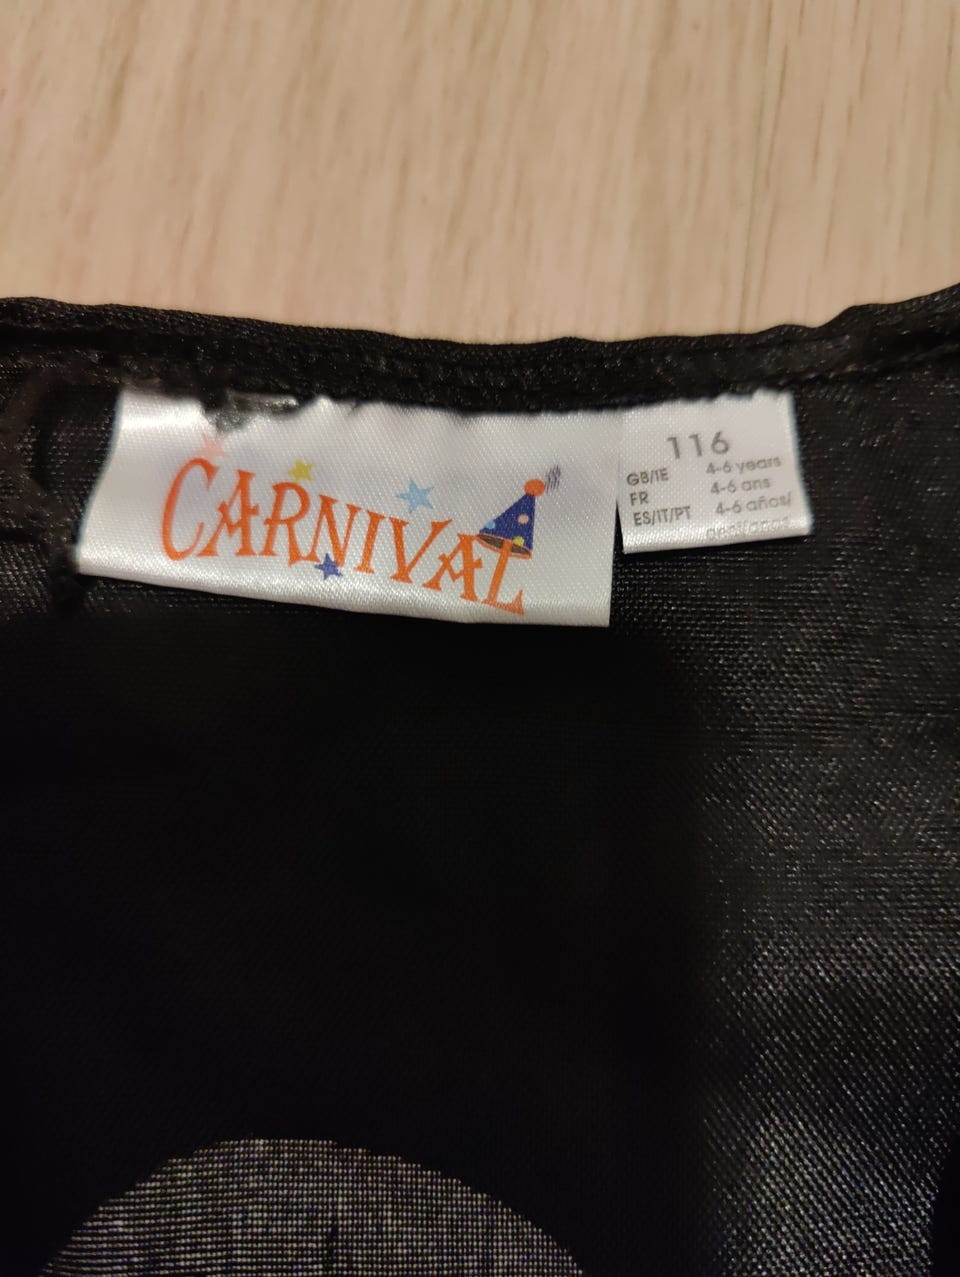 CARNIVAL
116
GB/IE 4-6 years
FR 4-6 ans
ES/IT/PT 4-6 años/